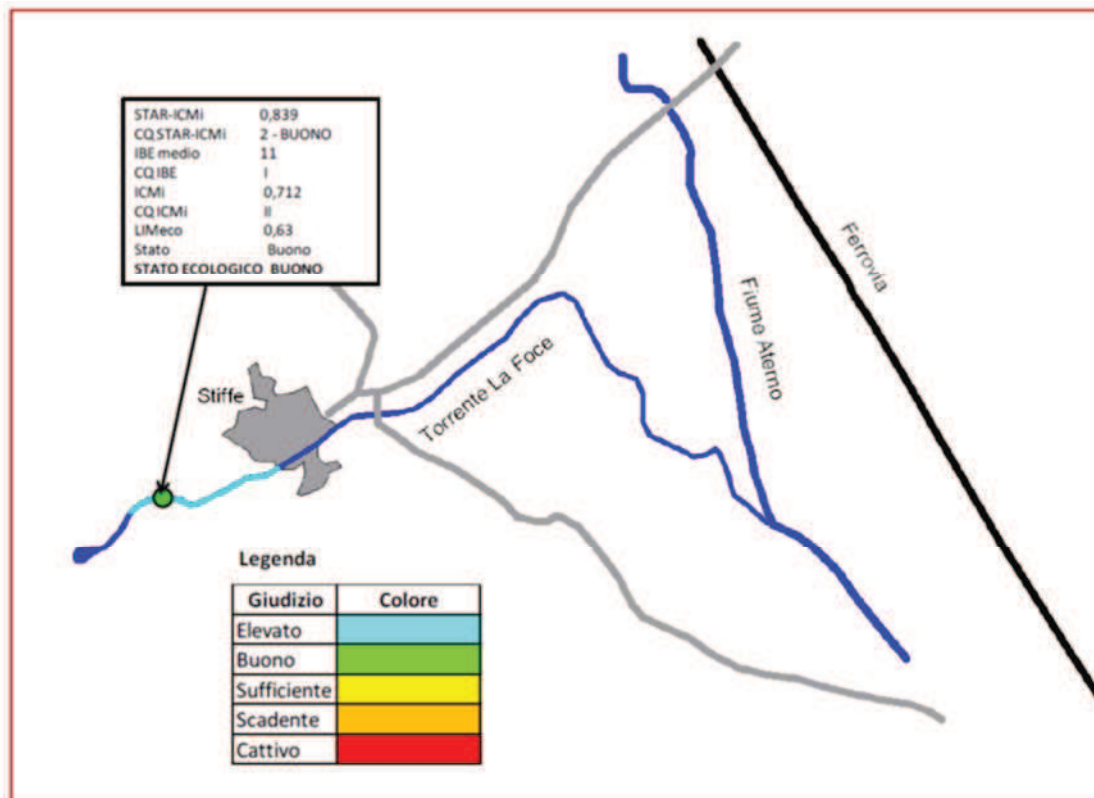 STAR-ICMi 0,839
CQ STAR-ICMi 2 - BUONO
IBE medio 11
CQ IBE I
ICMi 0,712
CQ ICMi II
LIMeco 0,63
Stato Buono
STATO ECOLOGICO BUONO
Stiffe
Torrente La Foce
Fiume Aterno
Ferrovia
Legenda
Giudizio Colore
Elevato
Buono
Sufficiente
Scadente
Cattivo